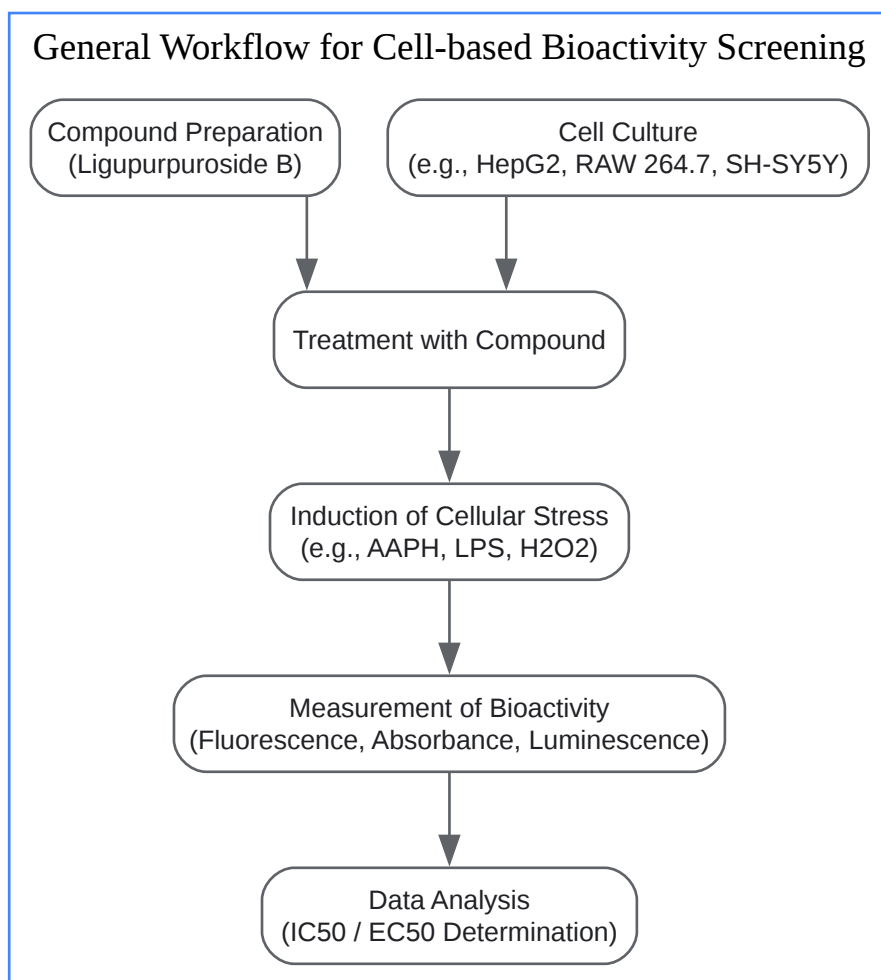 General Workflow for Cell-based Bioactivity Screening
Compound Preparation
(Ligupurpuroside B)
Cell Culture
(e.g., HepG2, RAW 264.7, SH-SY5Y)
Treatment with Compound
Induction of Cellular Stress
(e.g., AAPH, LPS, H2O2)
Measurement of Bioactivity
(Fluorescence, Absorbance, Luminescence)
Data Analysis
(IC50 / EC50 Determination)